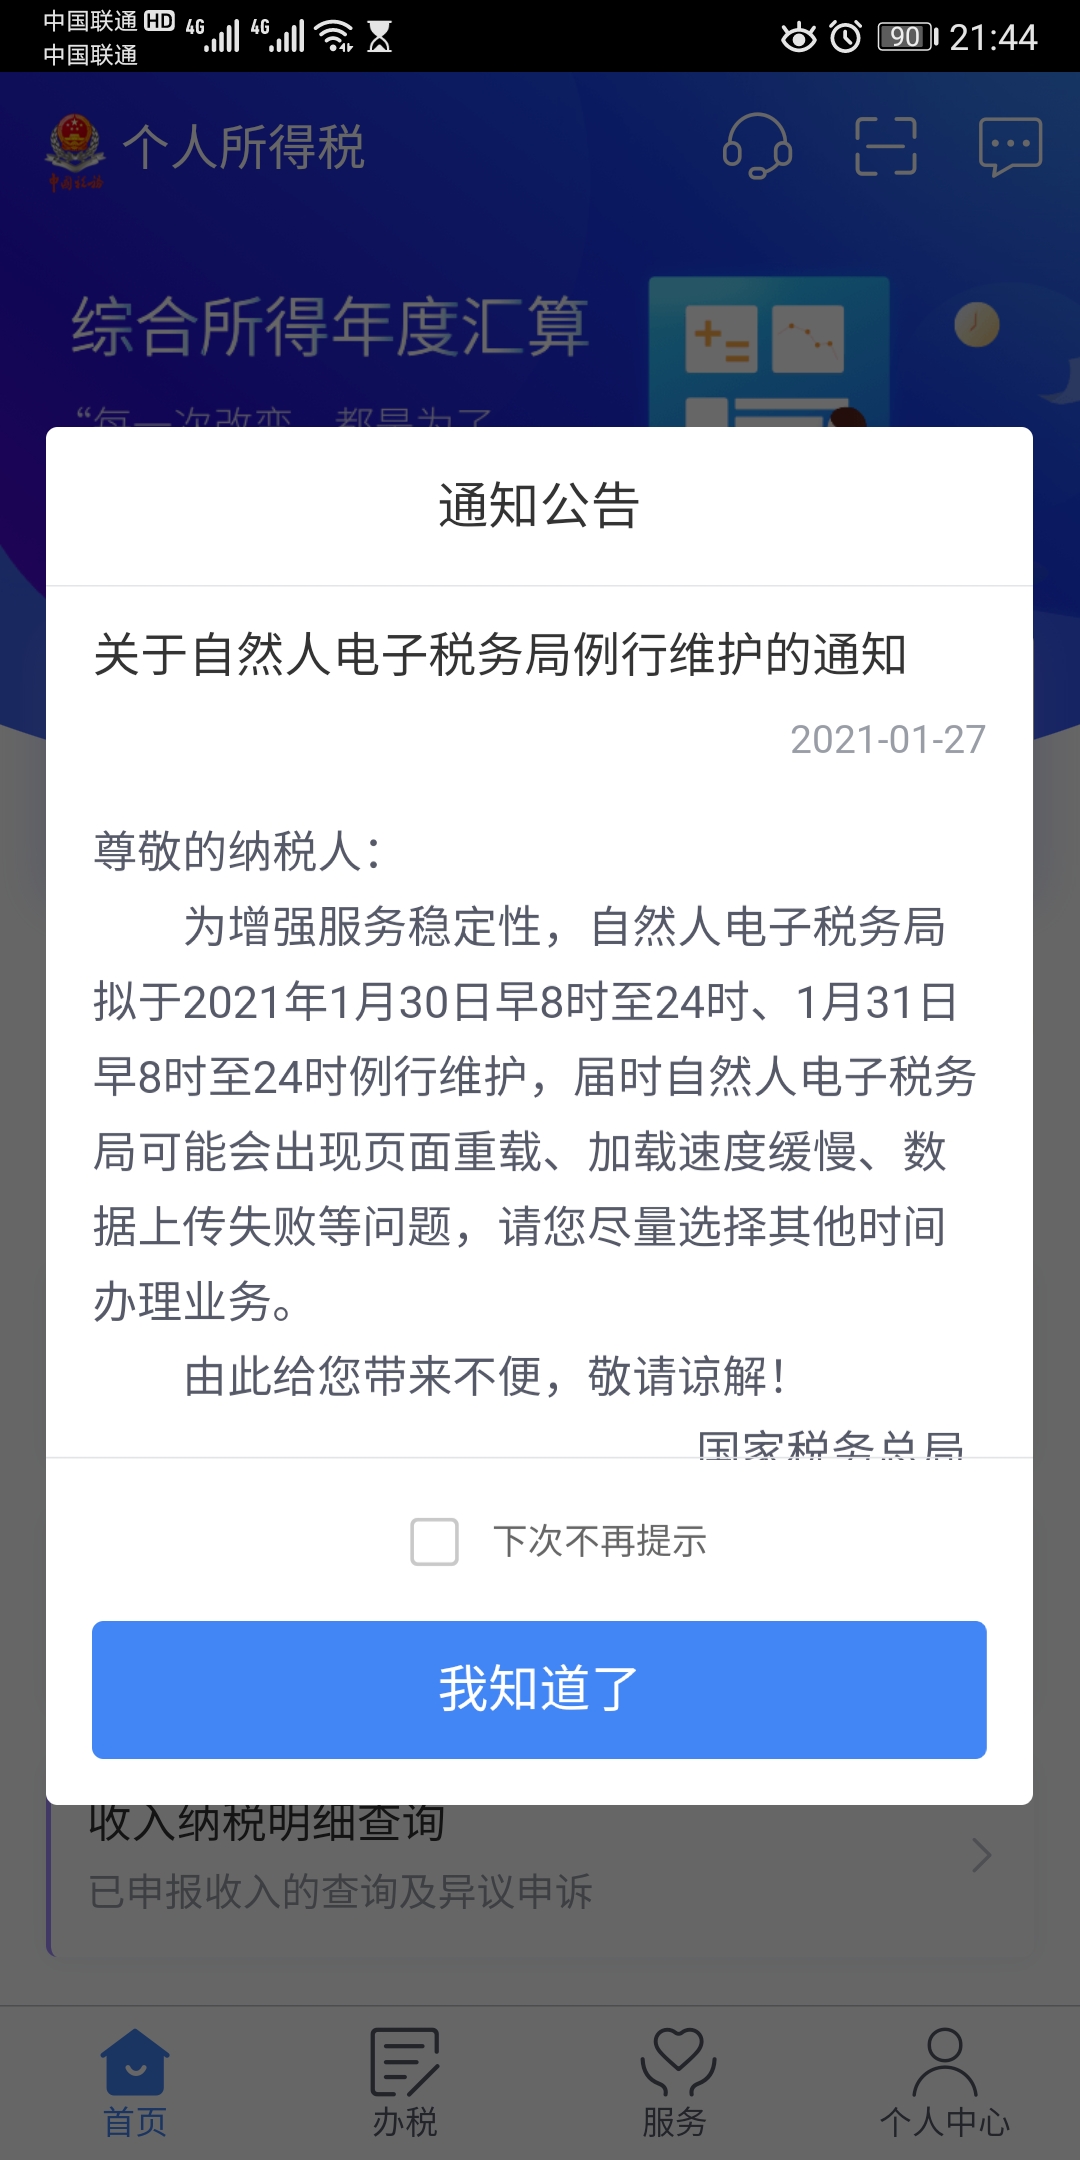 中国联通 HD 4G 4G 90 21:44
中国联通
个人所得税
中国税务
综合所得年度汇算
“每一次改变，都是为了
通知公告
关于自然人电子税务局例行维护的通知
2021-01-27
尊敬的纳税人：
为增强服务稳定性，自然人电子税务局
拟于2021年1月30日早8时至24时、1月31日
早8时至24时例行维护，届时自然人电子税务
局可能会出现页面重载、加载速度缓慢、数
据上传失败等问题，请您尽量选择其他时间
办理业务。
由此给您带来不便，敬请谅解！
国家税务总局
下次不再提示
我知道了
收入纳税明细查询
已申报收入的查询及异议申诉
首页 办税 服务 个人中心